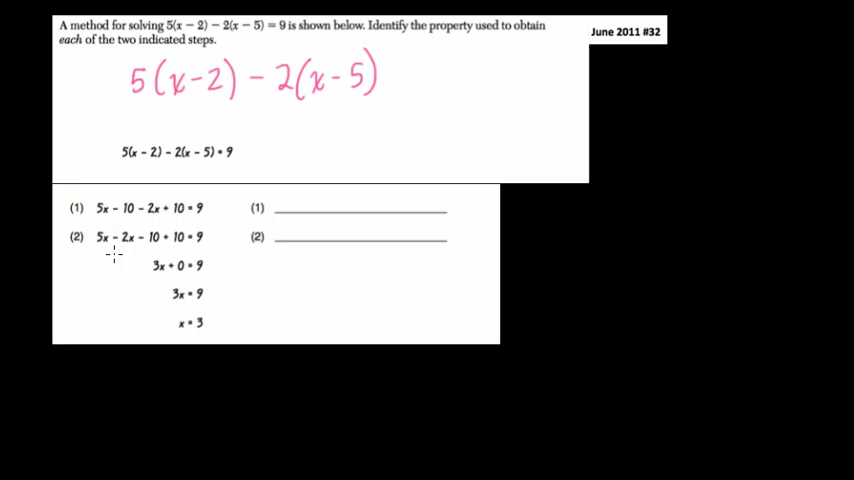 A method for solving 5(x − 2) − 2(x − 5) = 9 is shown below. Identify the property used to obtain
each of the two indicated steps.
June 2011 #32
5(x-2) - 2(x-5)
5(x - 2) - 2(x - 5) = 9
(1) 5x - 10 - 2x + 10 = 9 (1) ____________________
(2) 5x - 2x - 10 + 10 = 9 (2) ____________________
3x + 0 = 9
3x = 9
x = 3